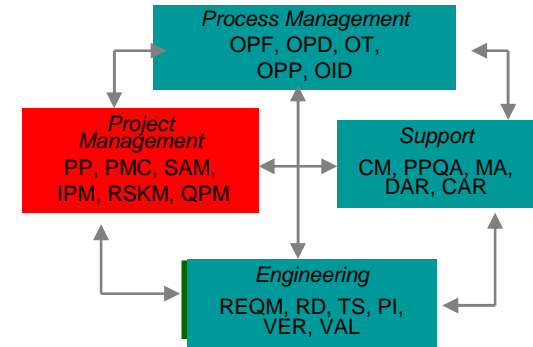 Process Management
OPF, OPD, OT,
OPP, OID
Project
Management
PP, PMC, SAM,
IPM, RSKM, QPM
Support
CM, PPQA, MA,
DAR, CAR
Engineering
REQM, RD, TS, PI,
VER, VAL